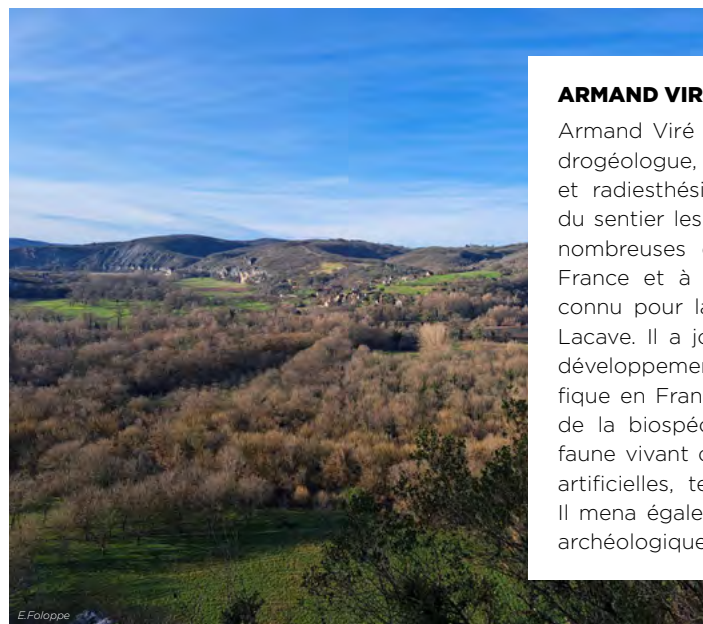 ARMAND VIR
Armand Viré
drogéologue,
et radiesthési
du sentier les
nombreuses
France et à
connu pour la
Lacave. Il a jo
développemen
fique en Fran
de la biospé
faune vivant
artificielles, te
Il mena égale
archéologique
E.Foloppe